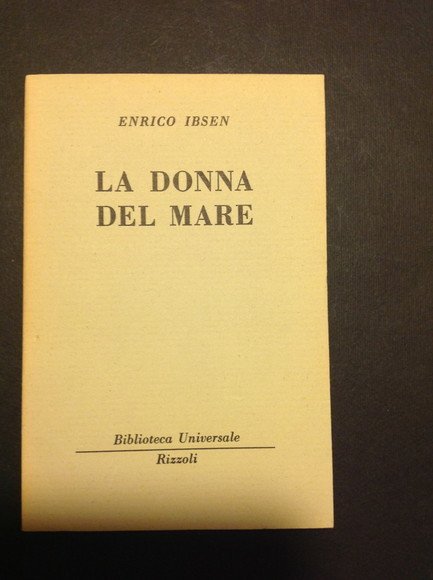 ENRICO IBSEN
LA DONNA
DEL MARE
Biblioteca Universale
Rizzoli